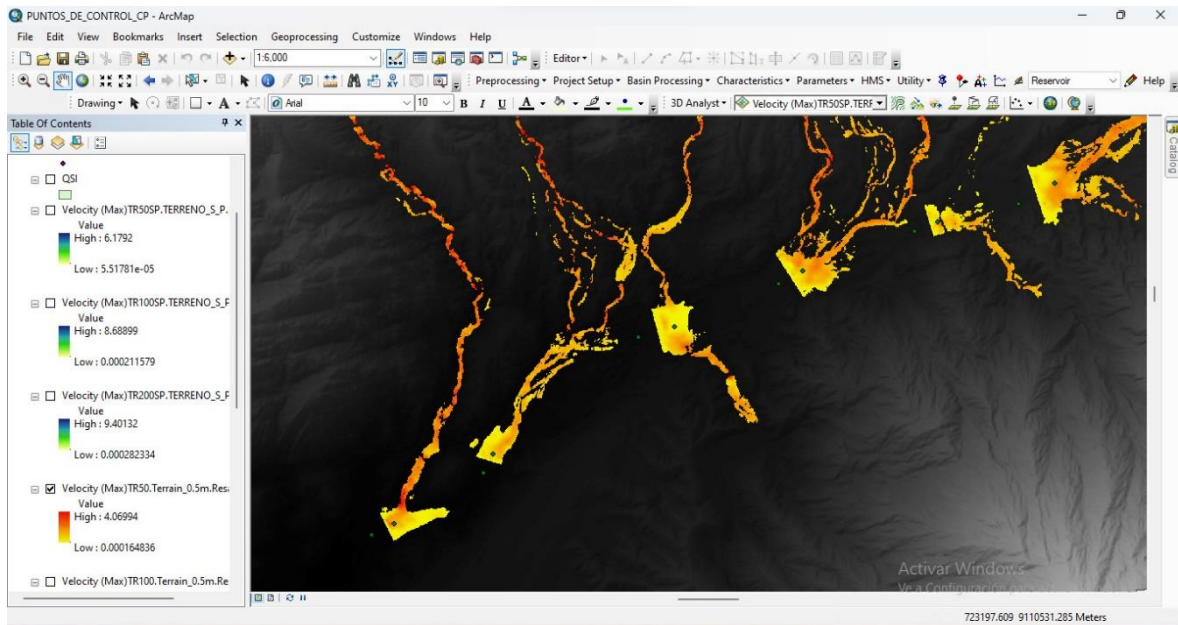 PUNTOS_DE_CONTROL_CP - ArcMap
File Edit View Bookmarks Insert Selection Geoprocessing Customize Windows Help
1:6,000 Editor
Preprocessing Project Setup Basin Processing Characteristics Parameters HMS Utility Reservoir Help
Drawing A Arial 10 B I U A 3D Analyst Velocity (Max)TR50SP.TERF
Table Of Contents
Catalog
QSI
Velocity (Max)TR50SP.TERRENO_S_P.
Value
High : 6.1792
Low : 5.51781e-05
Velocity (Max)TR100SP.TERRENO_S_P
Value
High : 8.68899
Low : 0.000211579
Velocity (Max)TR200SP.TERRENO_S_P
Value
High : 9.40132
Low : 0.000282334
Velocity (Max)TR50.Terrain_0.5m.Res
Value
High : 4.06994
Low : 0.000164836
Velocity (Max)TR100.Terrain_0.5m.Re
Activar Windows
Ve a Configuración para
723197.609 9110531.285 Meters